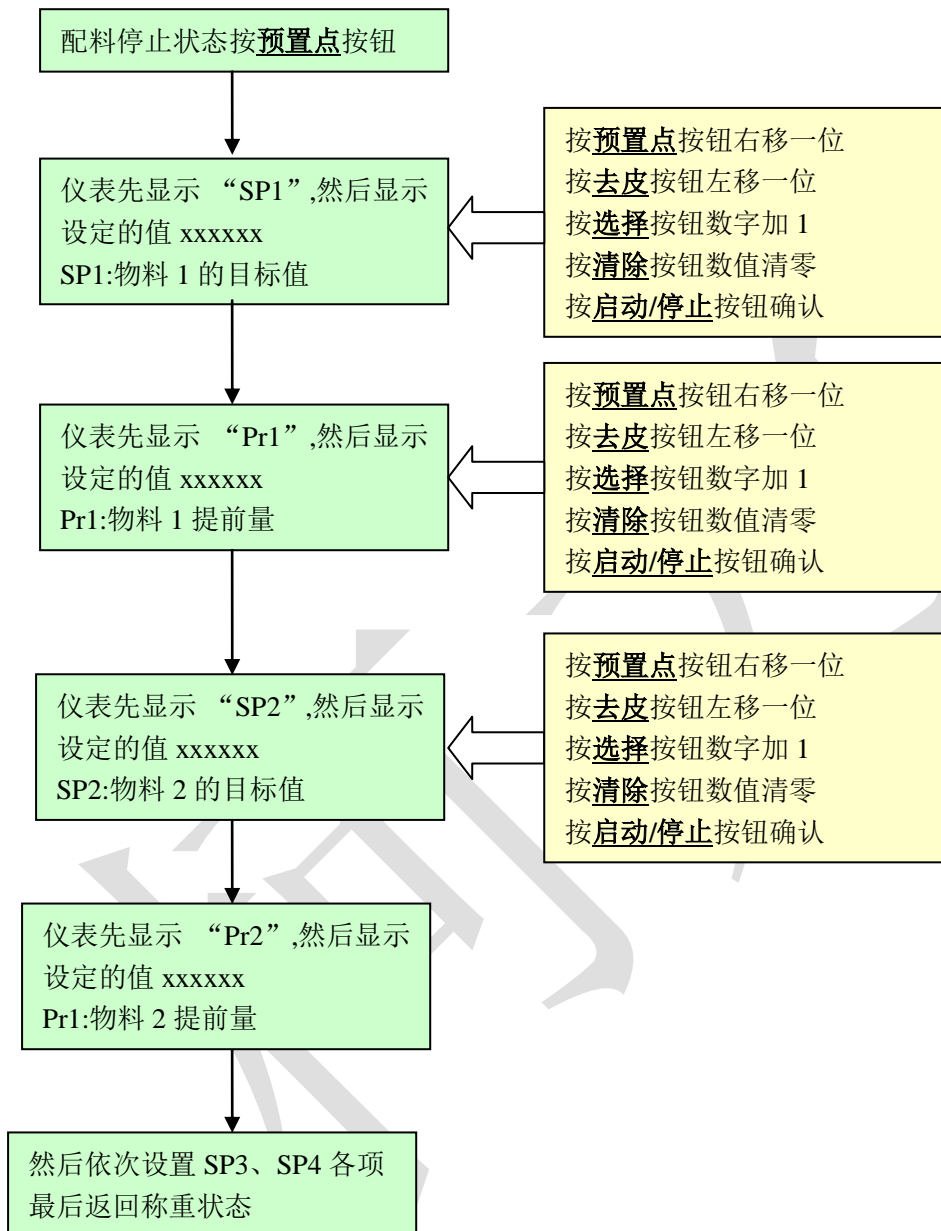 配料停止状态按预置点按钮
仪表先显示 “SP1”,然后显示
设定的值 xxxxxx
SP1:物料 1 的目标值
按预置点按钮右移一位
按去皮按钮左移一位
按选择按钮数字加 1
按清除按钮数值清零
按启动/停止按钮确认
仪表先显示 “Pr1”,然后显示
设定的值 xxxxxx
Pr1:物料 1 提前量
按预置点按钮右移一位
按去皮按钮左移一位
按选择按钮数字加 1
按清除按钮数值清零
按启动/停止按钮确认
仪表先显示 “SP2”,然后显示
设定的值 xxxxxx
SP2:物料 2 的目标值
按预置点按钮右移一位
按去皮按钮左移一位
按选择按钮数字加 1
按清除按钮数值清零
按启动/停止按钮确认
仪表先显示 “Pr2”,然后显示
设定的值 xxxxxx
Pr1:物料 2 提前量
然后依次设置 SP3、SP4 各项
最后返回称重状态